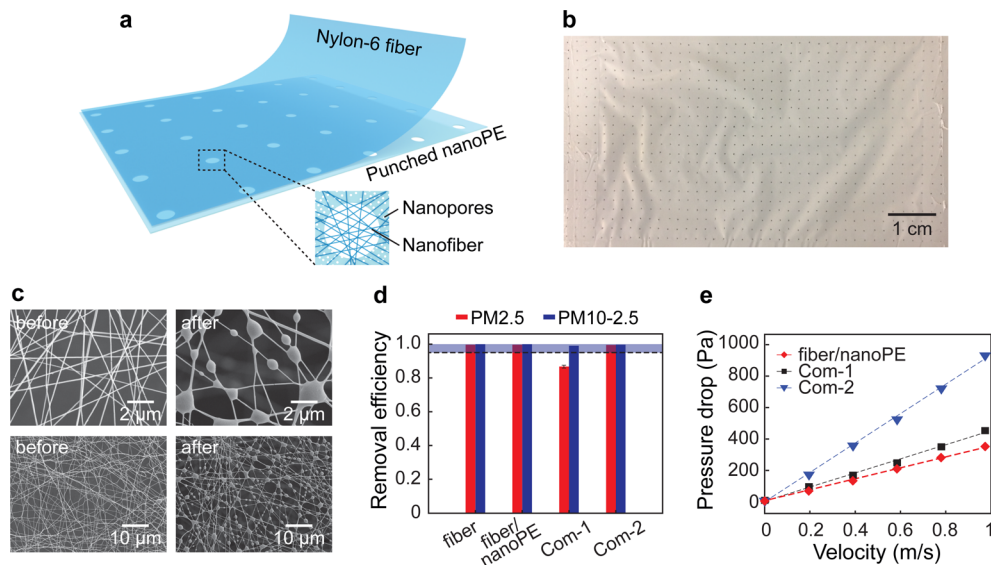 a
Nylon-6 fiber
Punched nanoPE
Nanopores
Nanofiber
b
1 cm
c
before
2 μm
after
2 μm
before
10 μm
after
10 μm
d
PM2.5 PM10-2.5
Removal efficiency
1.0
0.8
0.6
0.4
0.2
0.0
fiber
fiber/
nanoPE
Com-1
Com-2
e
Pressure drop (Pa)
1000
800
600
400
200
0
fiber/nanoPE
Com-1
Com-2
0 0.2 0.4 0.6 0.8 1
Velocity (m/s)